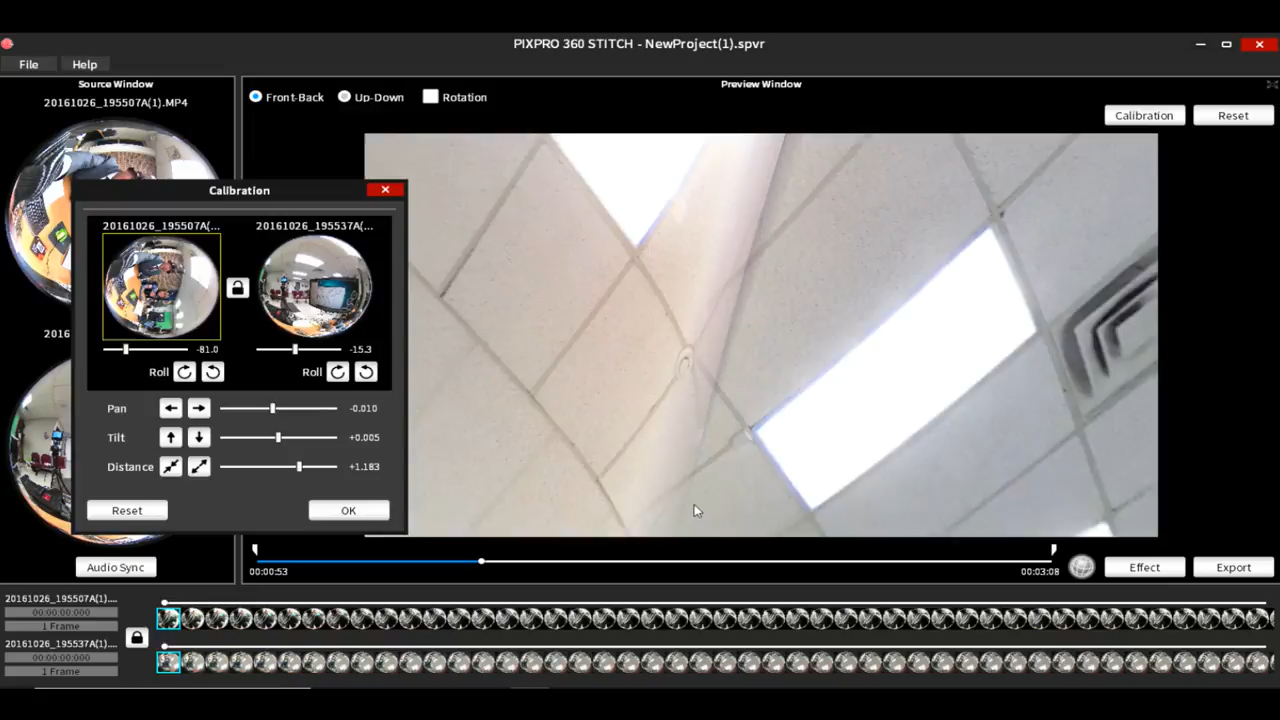 PIXPRO 360 STITCH - NewProject(1).spvr
File Help
Source Window
20161026_195507A(1).MP4
Preview Window
Front-Back Up-Down Rotation
Calibration Reset
Calibration
20161026_195507A(... 20161026_195537A(...
-81.0 -15.3
Roll Roll
Pan -0.010
Tilt +0.005
Distance +1.183
Reset OK
2016
Audio Sync
00:00:53 00:03:08
Effect Export
20161026_195507A(1)....
00:00:00:000
1 Frame
20161026_195537A(1)....
00:00:00:000
1 Frame